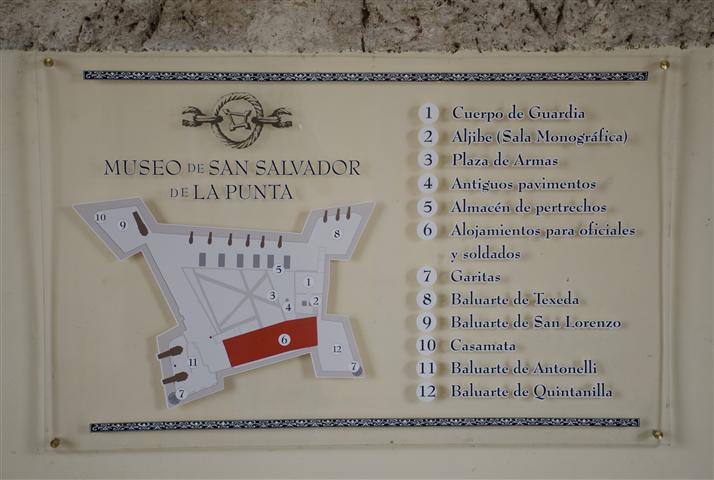 MUSEO DE SAN SALVADOR
DE LA PUNTA
1 Cuerpo de Guardia
2 Aljibe (Sala Monográfica)
3 Plaza de Armas
4 Antiguos pavimentos
5 Almacén de pertrechos
6 Alojamientos para oficiales
y soldados
7 Garitas
8 Baluarte de Texeda
9 Baluarte de San Lorenzo
10 Casamata
11 Baluarte de Antonelli
12 Baluarte de Quintanilla
10
9
8
5
1
3
2
4
6
12
11
7
7